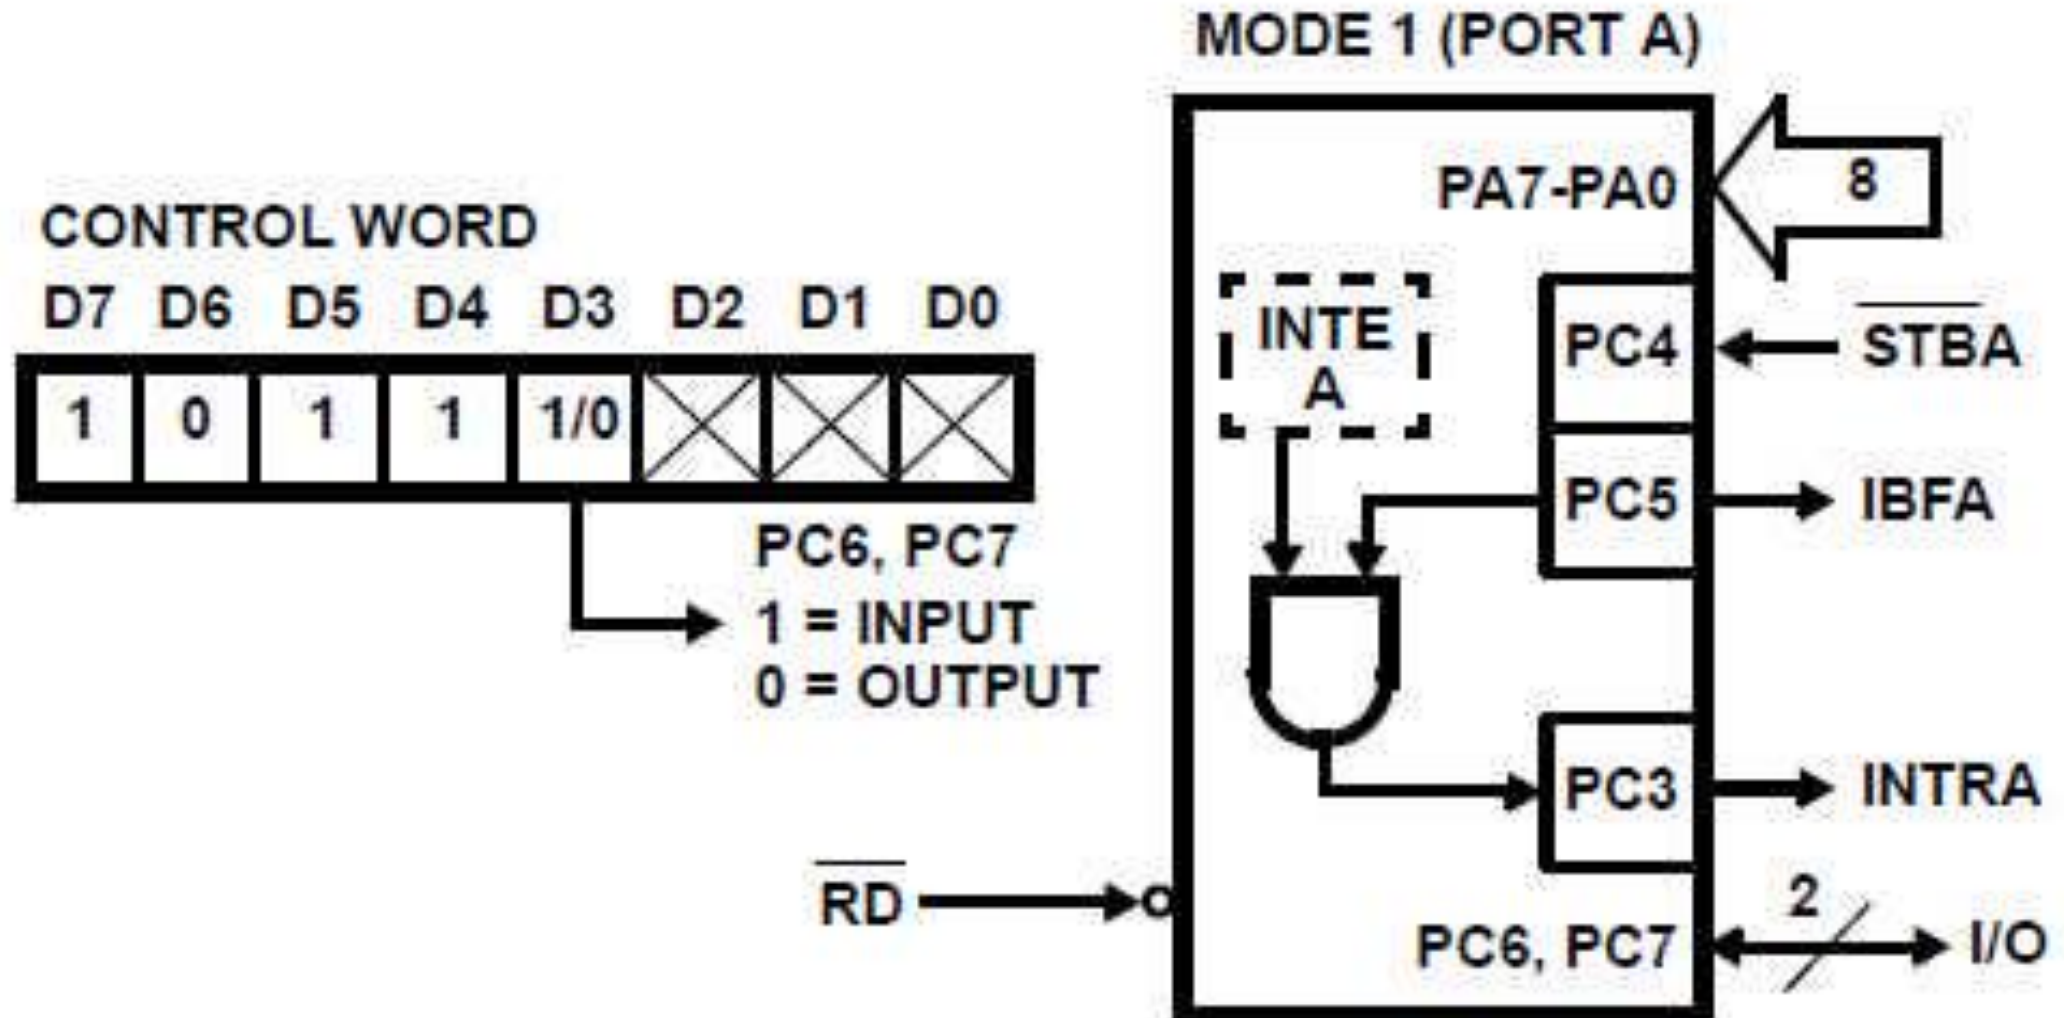 MODE 1 (PORT A)
CONTROL WORD
D7 D6 D5 D4 D3 D2 D1 D0
1 0 1 1 1/0
PC6, PC7
1 = INPUT
0 = OUTPUT
PA7-PA0
8
INTE
A
PC4
STBA
PC5
IBFA
PC3
INTRA
RD
PC6, PC7
2
I/O